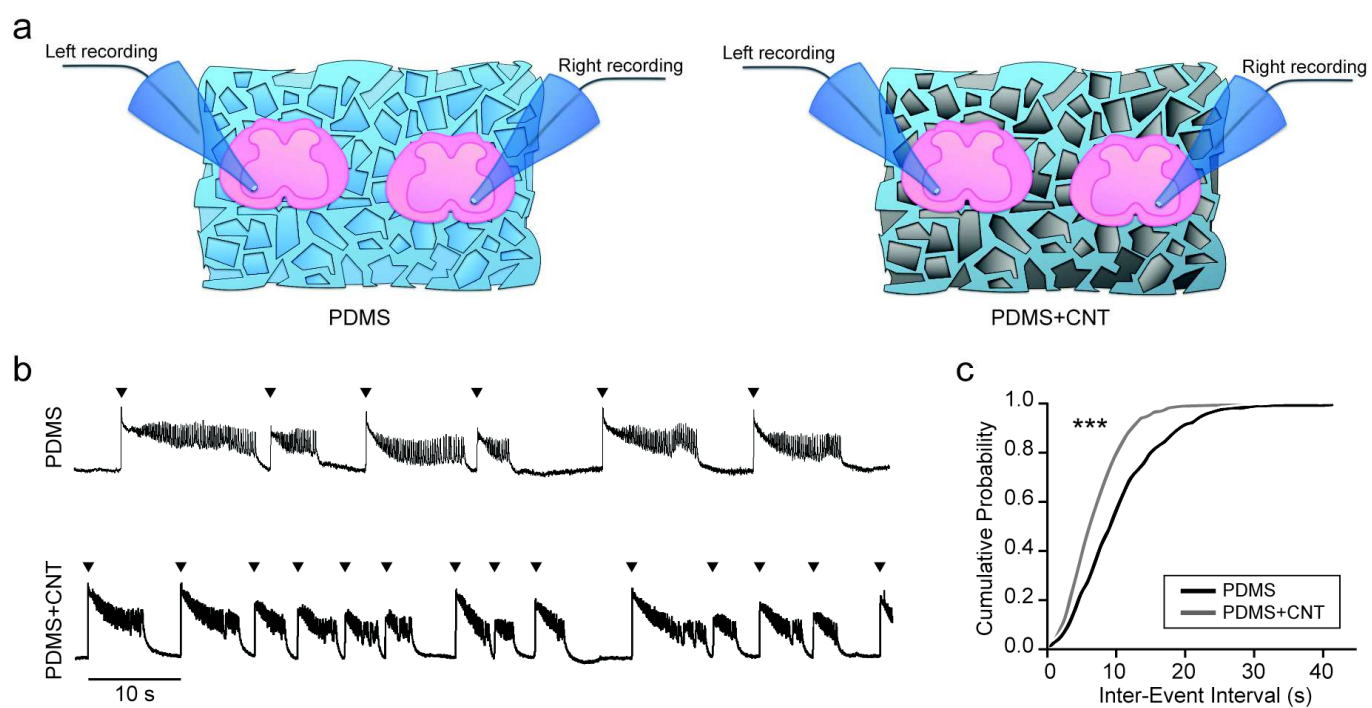 a
Left recording
Right recording
PDMS
Left recording
Right recording
PDMS+CNT
b
PDMS
PDMS+CNT
10 s
c
Cumulative Probability
1.0
0.8
0.6
0.4
0.2
0.0
***
PDMS
PDMS+CNT
0 10 20 30 40
Inter-Event Interval (s)